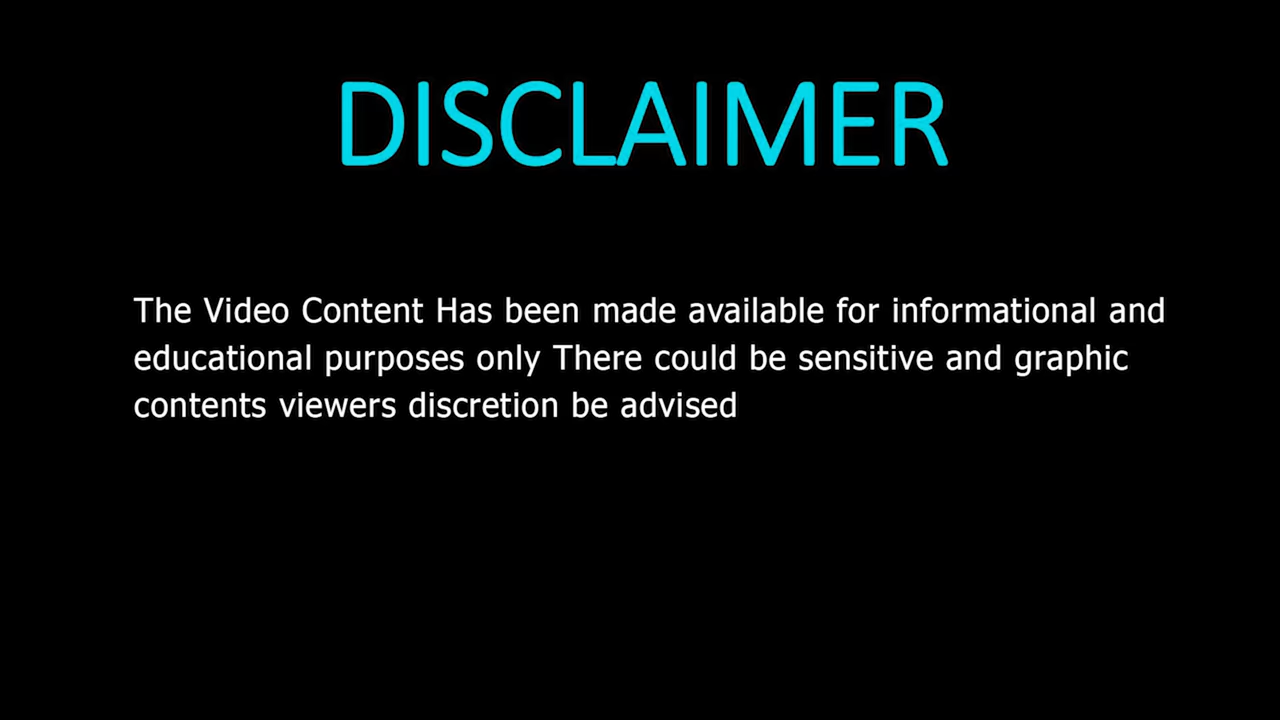 DISCLAIMER
The Video Content Has been made available for informational and
educational purposes only There could be sensitive and graphic
contents viewers discretion be advised